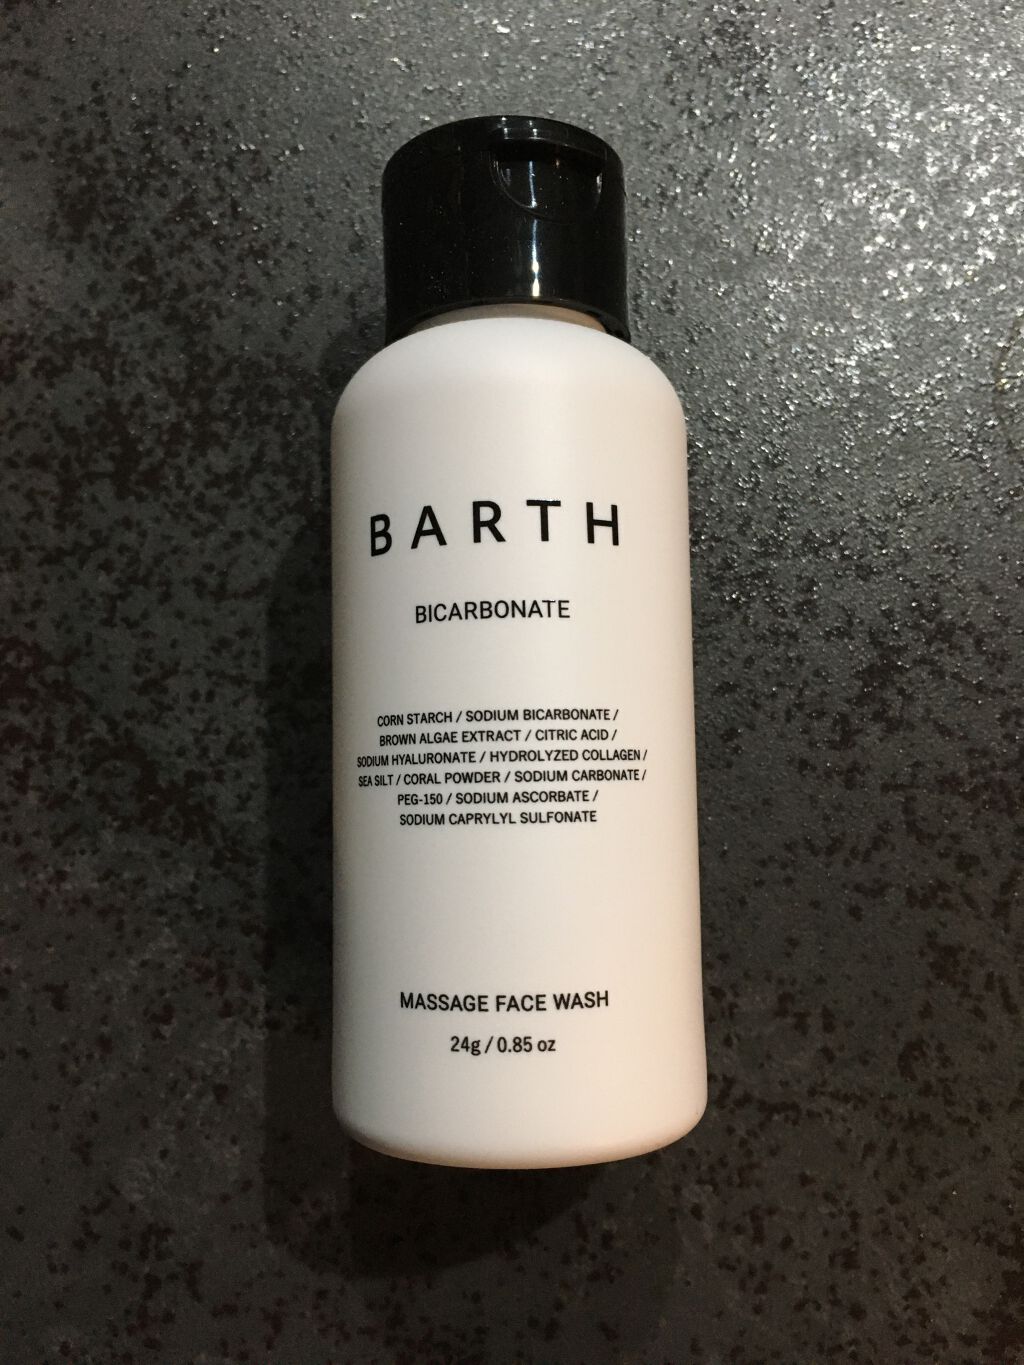 BARTH
BICARBONATE
CORN STARCH / SODIUM BICARBONATE /
BROWN ALGAE EXTRACT / CITRIC ACID /
SODIUM HYALURONATE / HYDROLYZED COLLAGEN /
SEA SILT / CORAL POWDER / SODIUM CARBONATE /
PEG-150 / SODIUM ASCORBATE /
SODIUM CAPRYLYL SULFONATE
MASSAGE FACE WASH
24g / 0.85 oz